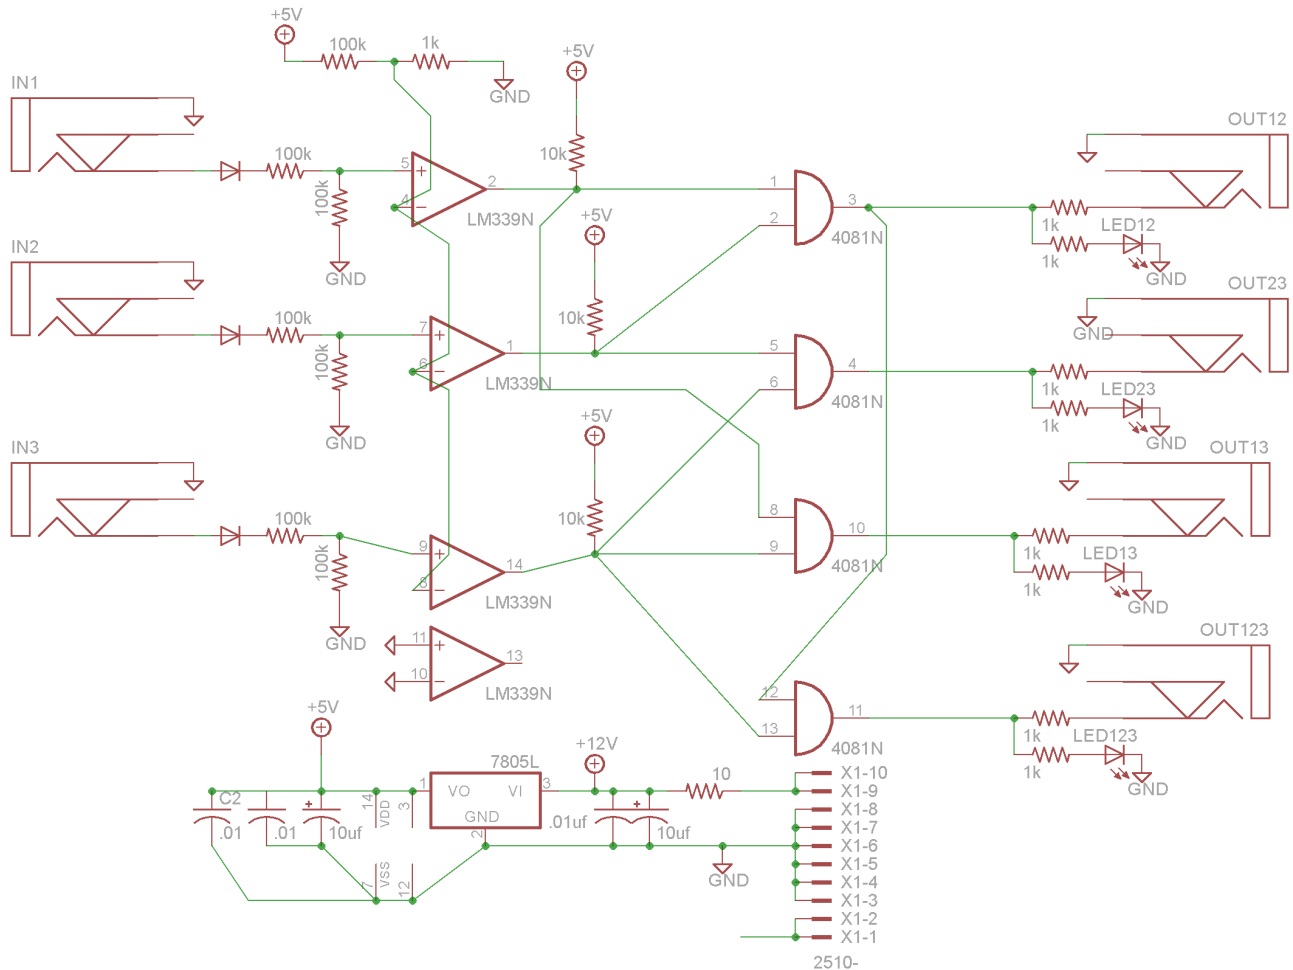 +5V
100k
1k
GND
+5V
10k
IN1
100k
100k
GND
5
4
+
−
2
LM339N
1
2
3
4081N
OUT12
1k
1k
LED12
GND
+5V
10k
IN2
100k
100k
GND
7
6
+
−
1
LM339N
5
6
4
4081N
OUT23
GND
1k
1k
LED23
GND
+5V
10k
IN3
100k
100k
GND
9
8
+
−
14
LM339N
8
9
10
4081N
OUT13
1k
1k
LED13
GND
11
10
+
−
13
LM339N
12
13
11
4081N
OUT123
1k
1k
LED123
GND
+5V
C2
.01
.01
+
10uf
14
VDD
3
7
VSS
12
7805L
1
VO
VI
3
GND
2
+12V
.01uf
+
10uf
10
GND
X1-10
X1-9
X1-8
X1-7
X1-6
X1-5
X1-4
X1-3
X1-2
X1-1
2510-